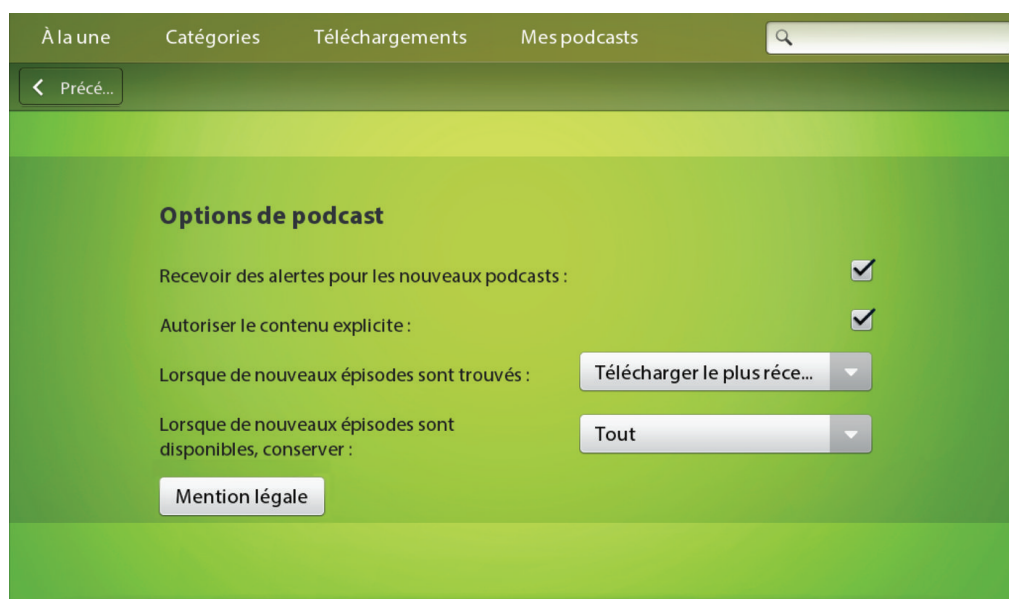 À la une Catégories Téléchargements Mes podcasts
Précé...
Options de podcast
Recevoir des alertes pour les nouveaux podcasts :
Autoriser le contenu explicite :
Lorsque de nouveaux épisodes sont trouvés : Télécharger le plus réce...
Lorsque de nouveaux épisodes sont
disponibles, conserver : Tout
Mention légale